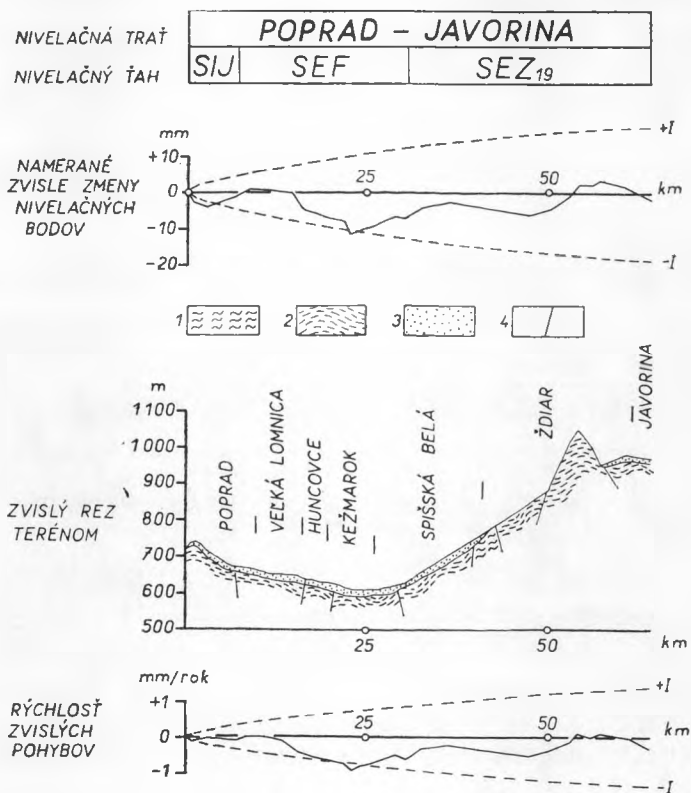 NIVELAČNÁ TRAŤ
POPRAD – JAVORINA
NIVELAČNÝ ŤAH
SIJ
SEF
SEZ19
mm
+I
+10
NAMERANÉ
ZVISLE ZMENY
NIVELAČNÝCH
BODOV
25
50
km
0
-10
-20
-I
1
2
3
4
m
1100
1000
900
800
700
600
500
POPRAD
VEĽKÁ LOMNICA
HUNCOVCE
KEŽMAROK
SPIŠSKÁ BELÁ
ŽDIAR
JAVORINA
ZVISLÝ REZ
TERÉNOM
25
50
km
mm/rok
+I
+1
RÝCHLOSŤ
ZVISLÝCH
POHYBOV
25
50
km
0
-1
-I